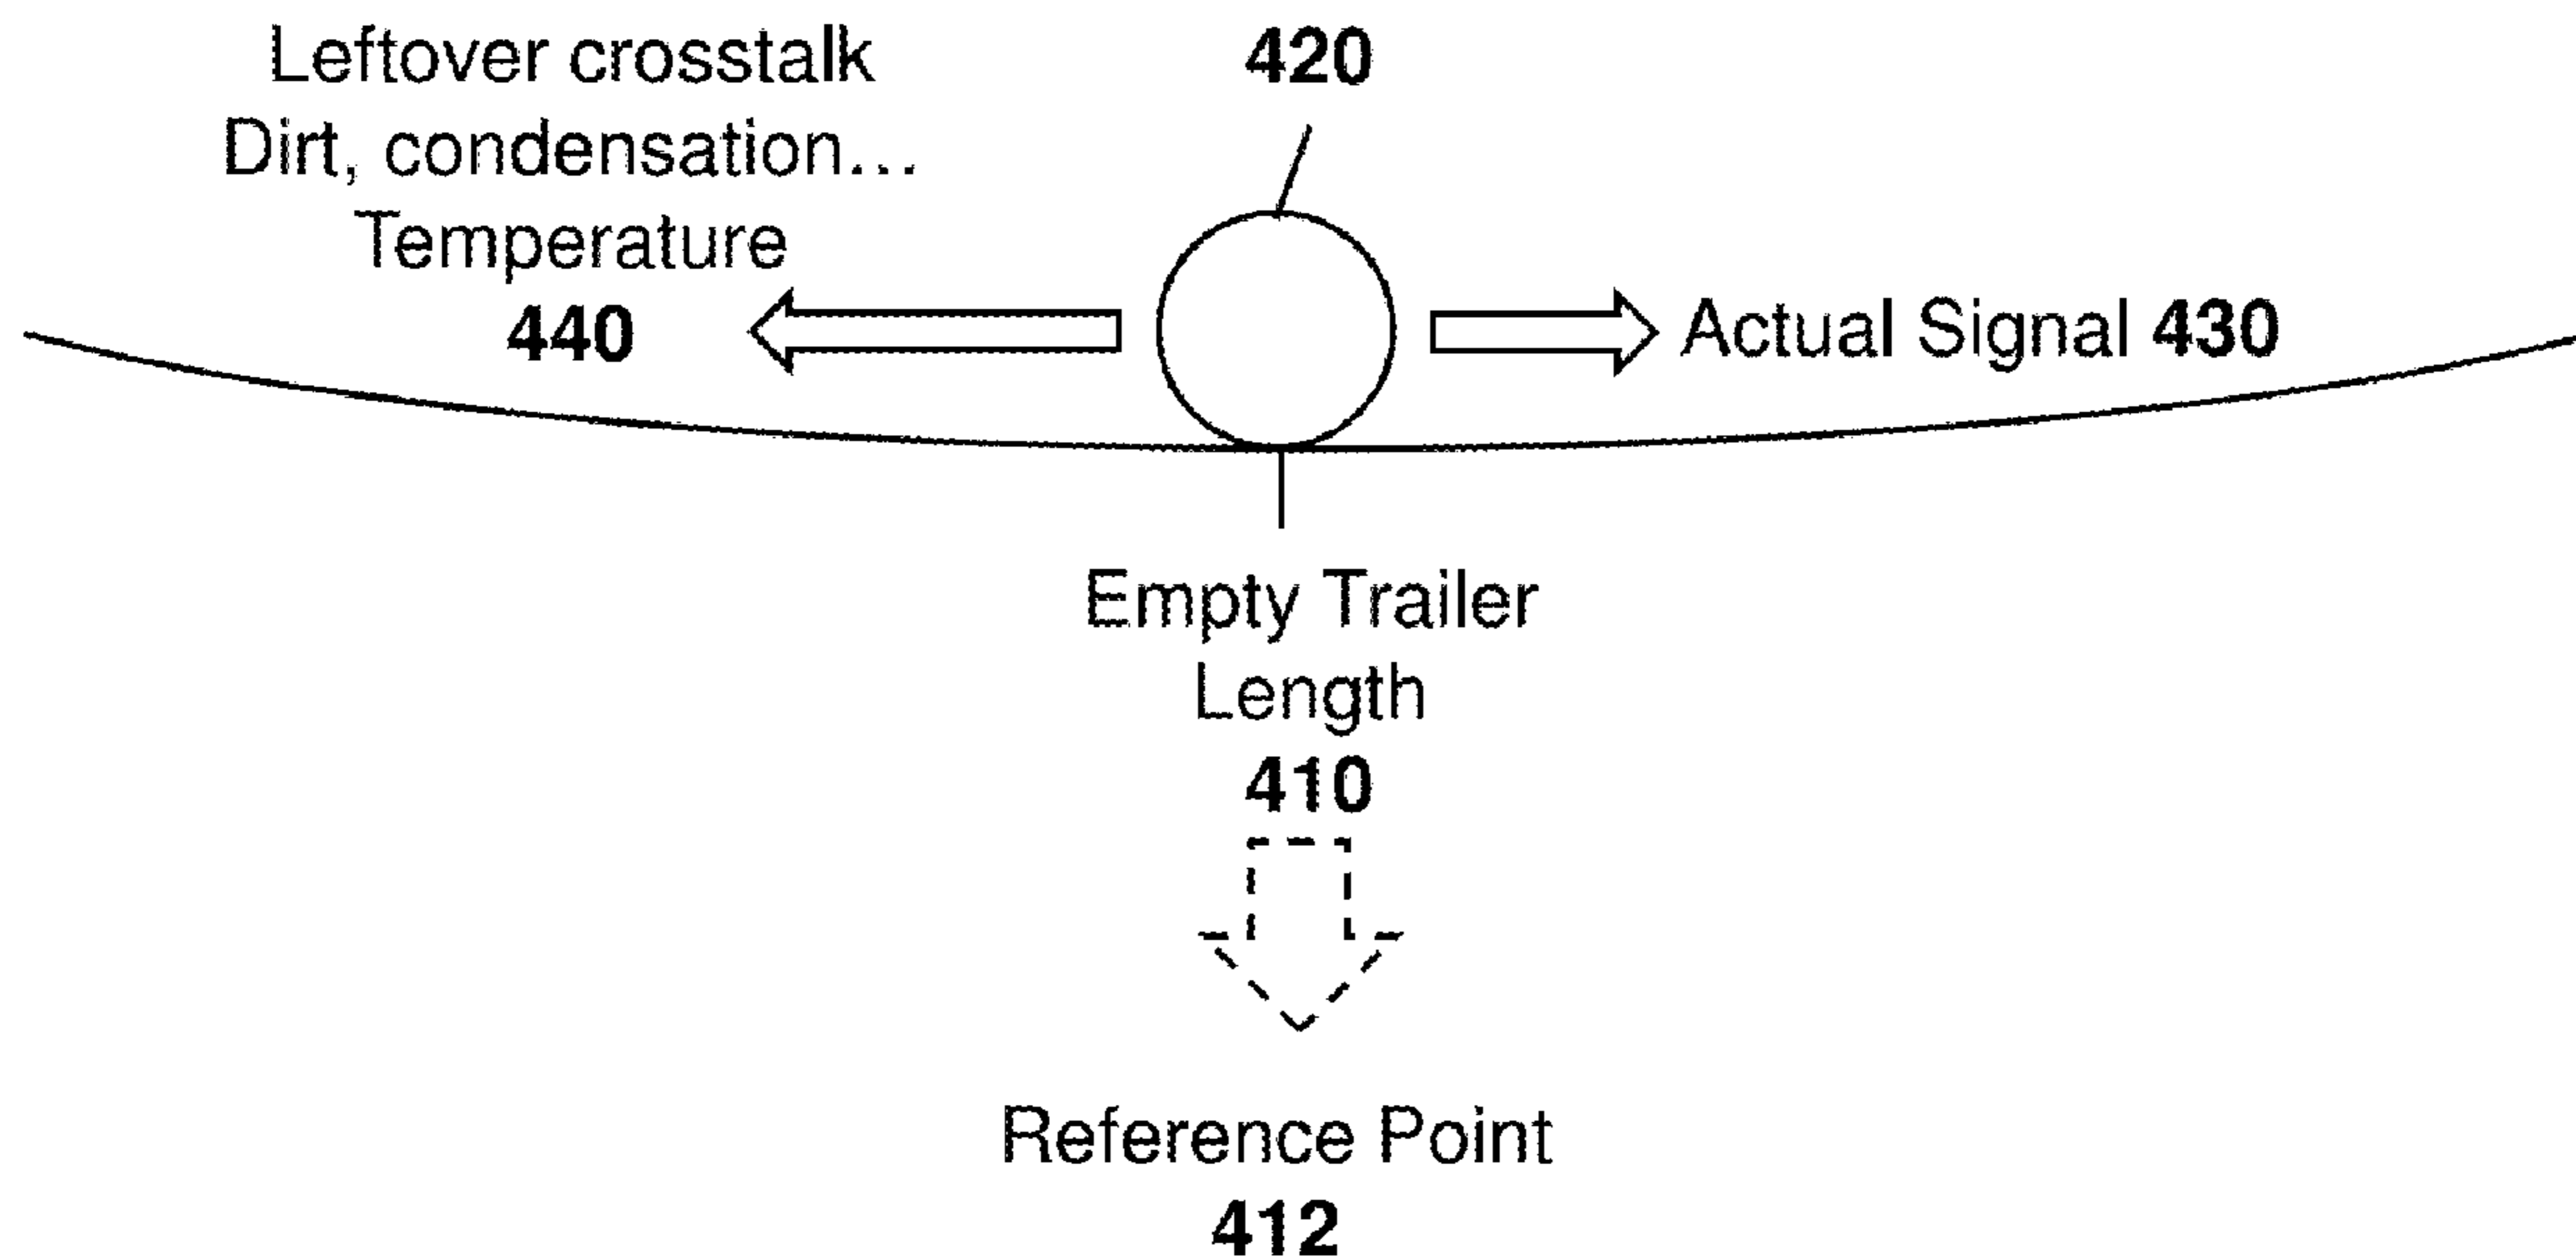 Leftover crosstalk
Dirt, condensation...
Temperature
440
420
Actual Signal 430
Empty Trailer
Length
410
Reference Point
412